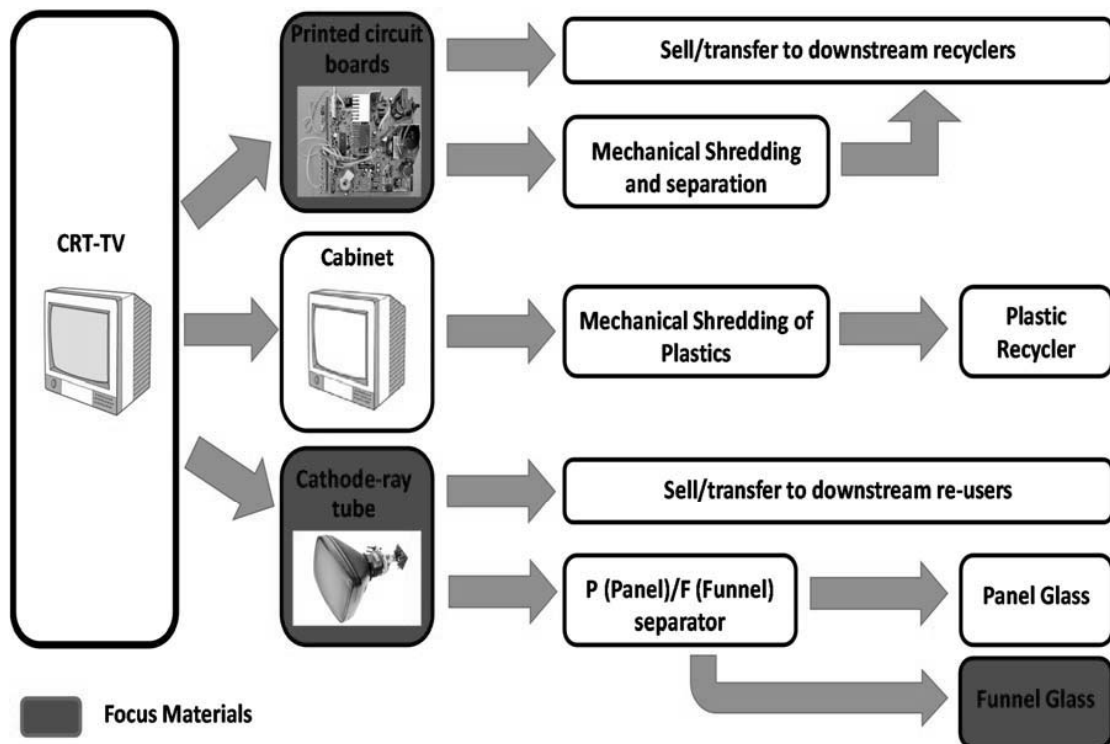 Printed circuit
boards
Sell/transfer to downstream recyclers
Mechanical Shredding
and separation
CRT-TV
Cabinet
Mechanical Shredding of
Plastics
Plastic
Recycler
Cathode-ray
tube
Sell/transfer to downstream re-users
P (Panel)/F (Funnel)
separator
Panel Glass
Funnel Glass
Focus Materials